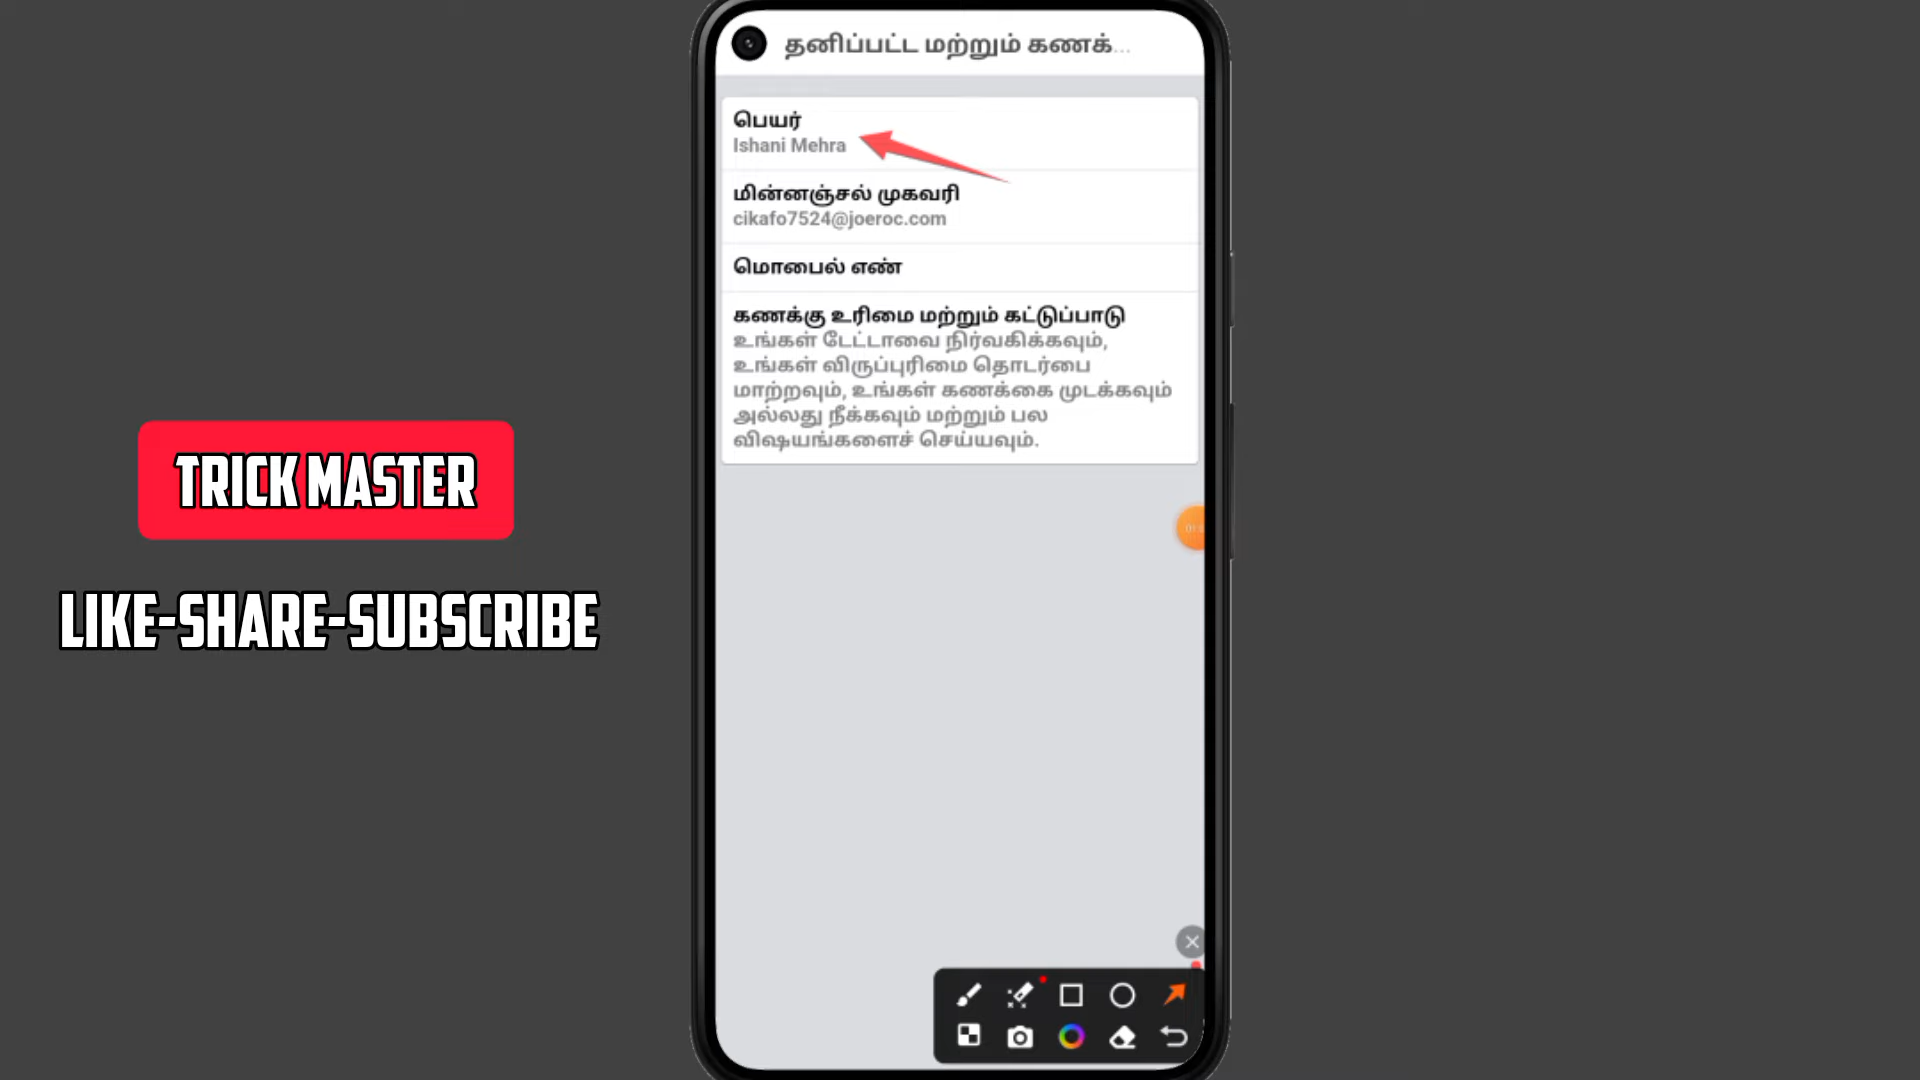 தனிப்பட்ட மற்றும் கணக்...
பெயர்
Ishani Mehra
மின்னஞ்சல் முகவரி
cikafo7524@joeroc.com
மொபைல் எண்
கணக்கு உரிமை மற்றும் கட்டுப்பாடு
உங்கள் டேட்டாவை நிர்வகிக்கவும்,
உங்கள் விருப்புரிமை தொடர்பை
மாற்றவும், உங்கள் கணக்கை முடக்கவும்
அல்லது நீக்கவும் மற்றும் பல
விஷயங்களைச் செய்யவும்.
TRICK MASTER
LIKE-SHARE-SUBSCRIBE